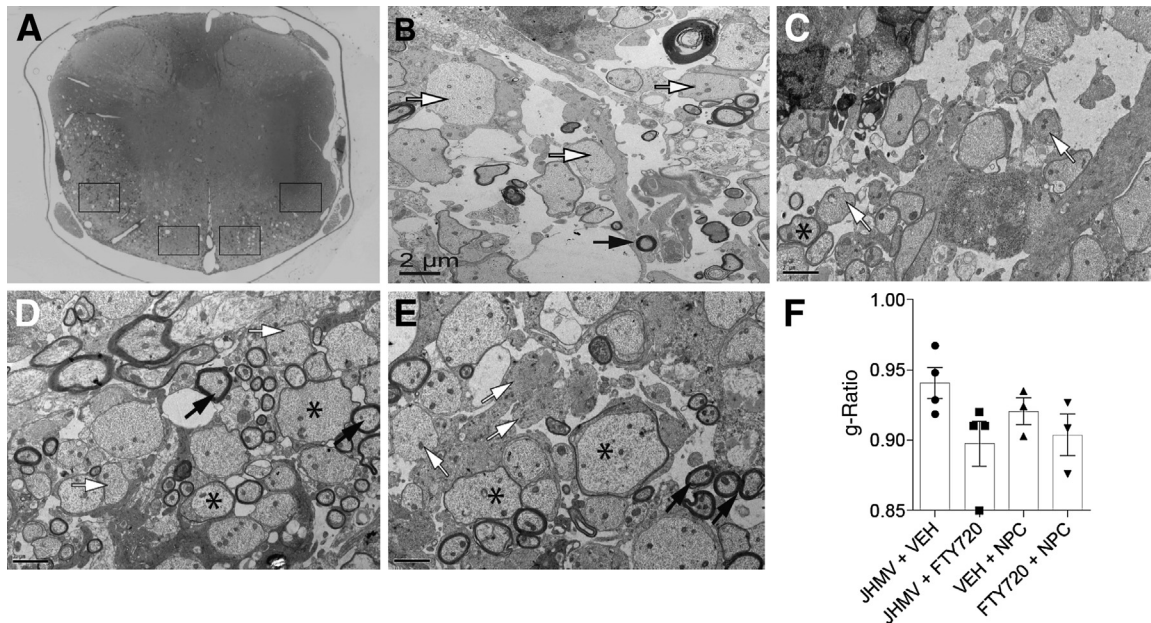 A
B
2 µm
C
*
D
*
*
E
*
*
F
1.00
0.95
0.90
0.85
g-Ratio
JHMV + VEH
JHMV + FTY720
VEH + NPC
FTY720 + NPC